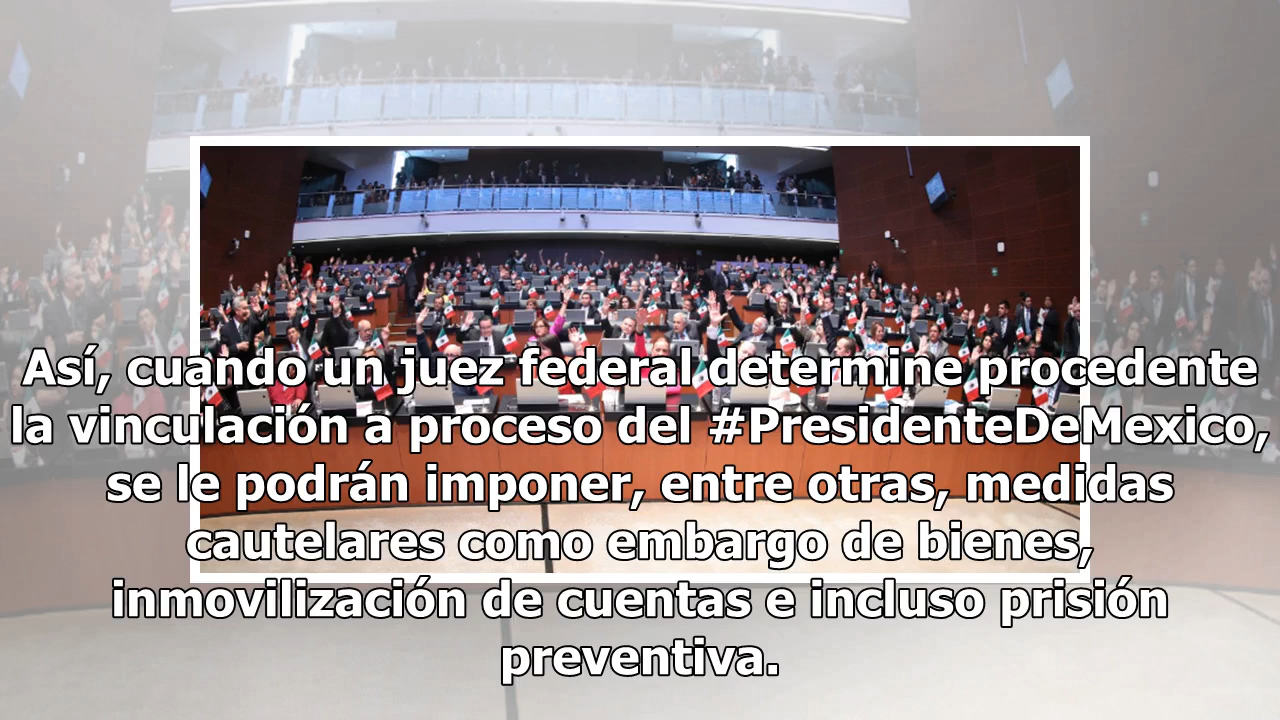 Así, cuando un juez federal determine procedente
la vinculación a proceso del #PresidenteDeMexico,
se le podrán imponer, entre otras, medidas
cautelares como embargo de bienes,
inmovilización de cuentas e incluso prisión
preventiva.